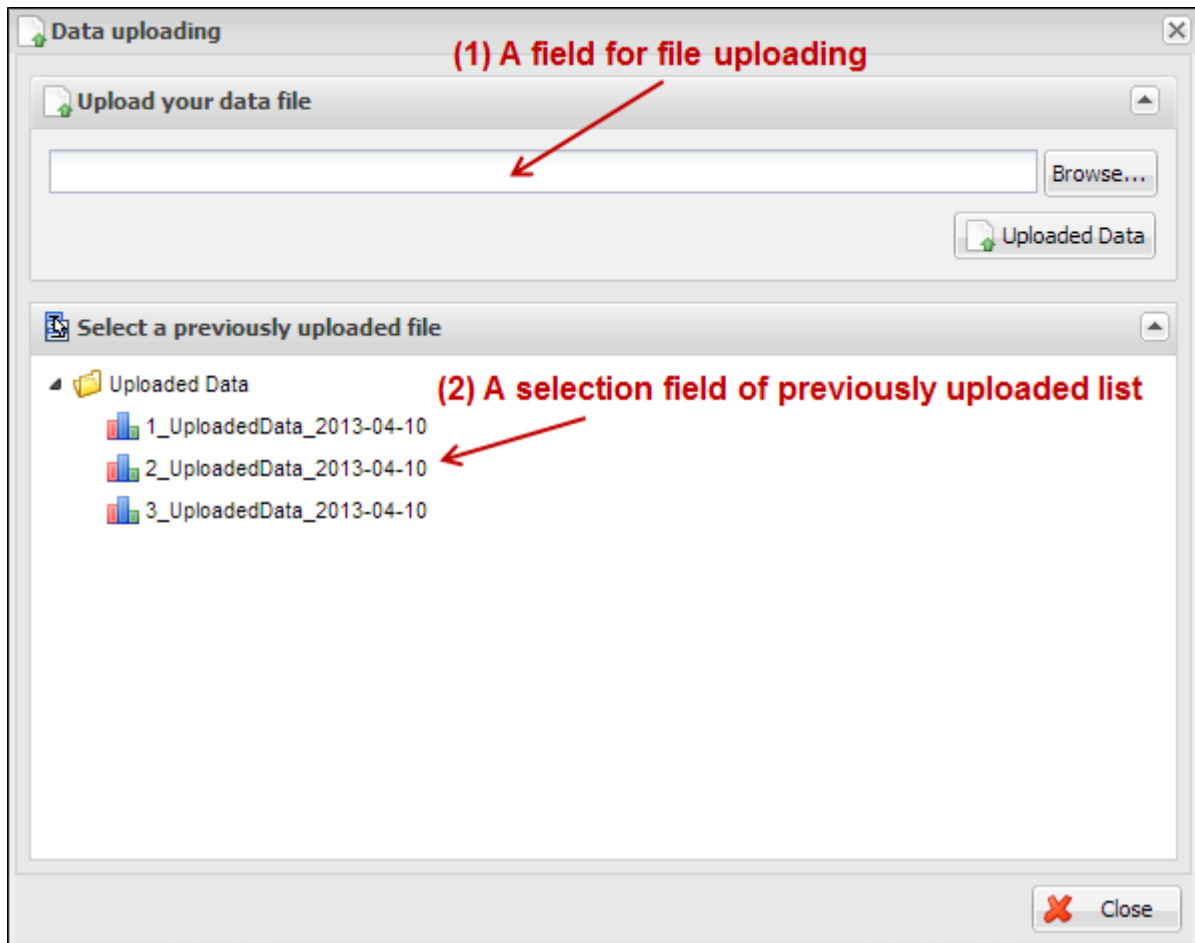 Data uploading
(1) A field for file uploading
Upload your data file
Browse...
Uploaded Data
Select a previously uploaded file
Uploaded Data
(2) A selection field of previously uploaded list
1_UploadedData_2013-04-10
2_UploadedData_2013-04-10
3_UploadedData_2013-04-10
Close